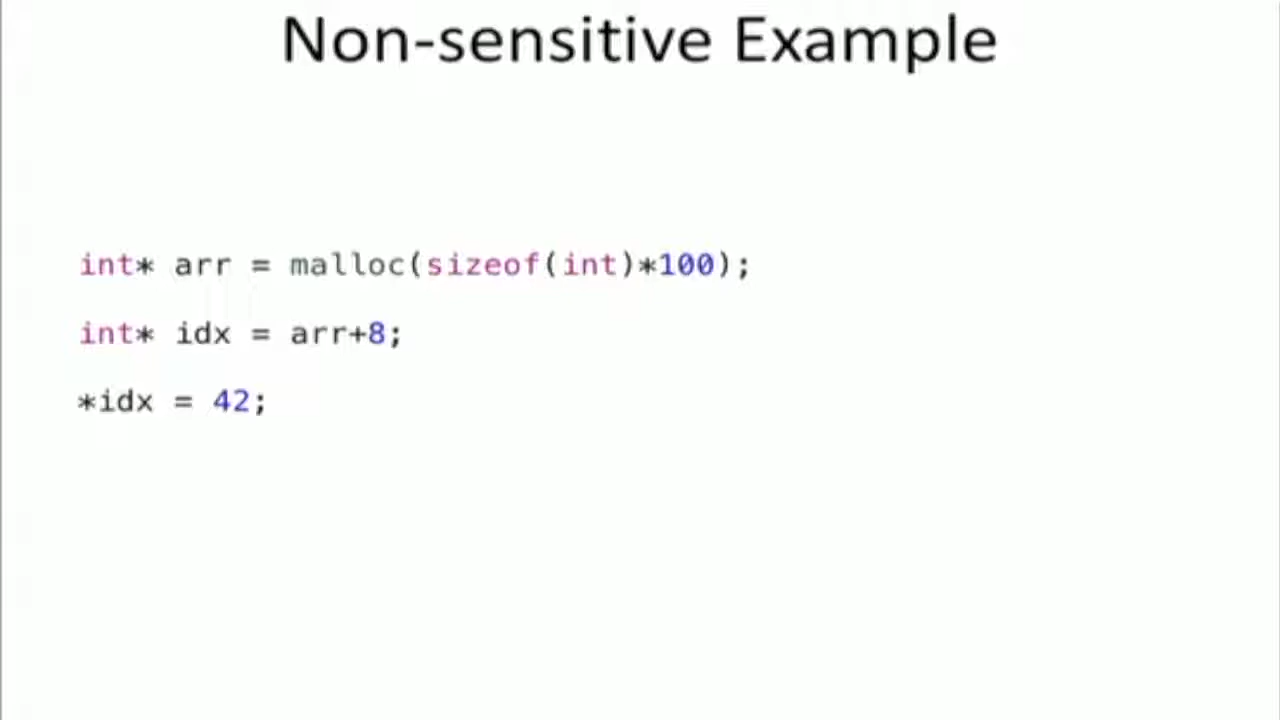 Non-sensitive Example
int* arr = malloc(sizeof(int)*100);
int* idx = arr+8;
*idx = 42;